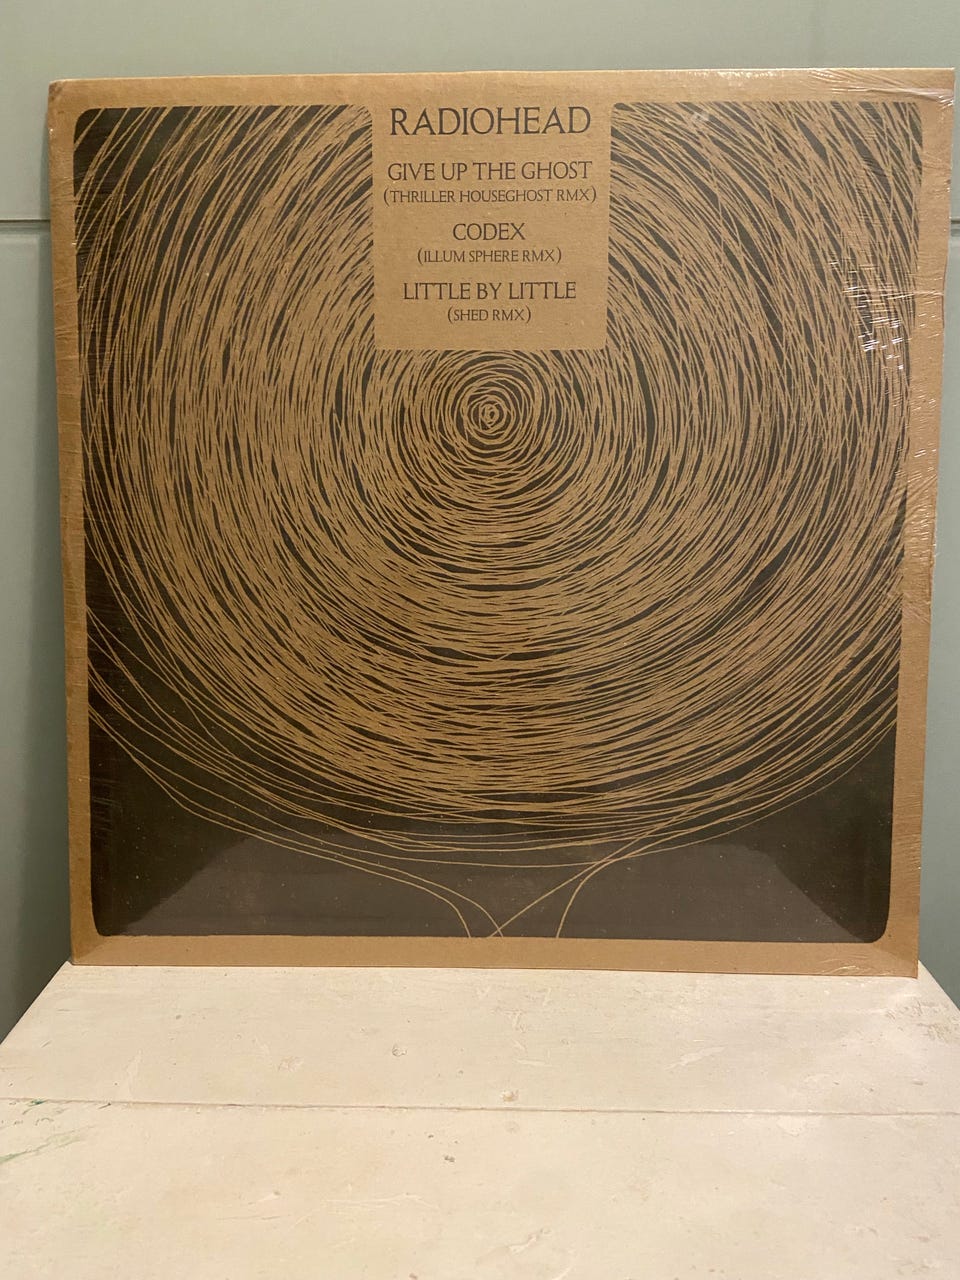 RADIOHEAD
GIVE UP THE GHOST
(THRILLER HOUSEGHOST RMX)
CODEX
(ILLUM SPHERE RMX)
LITTLE BY LITTLE
(SHED RMX)